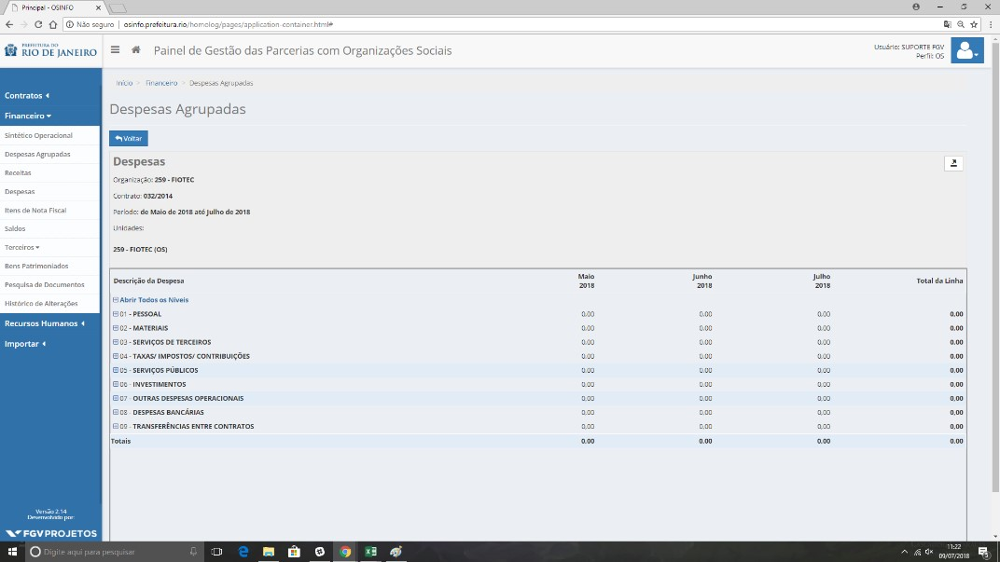 Principal - OSINFO
Não seguro | osinfo.prefeitura.rio/homolog/pages/application-container.html#
PREFEITURA DO
RIO DE JANEIRO
Painel de Gestão das Parcerias com Organizações Sociais
Usuário: SUPORTE FGV
Perfil: OS
Contratos
Financeiro
Sintético Operacional
Despesas Agrupadas
Receitas
Despesas
Itens de Nota Fiscal
Saldos
Terceiros
Bens Patrimoniados
Pesquisa de Documentos
Histórico de Alterações
Recursos Humanos
Importar
Versão 2.14
Desenvolvido por:
FGV PROJETOS
Início > Financeiro > Despesas Agrupadas
Despesas Agrupadas
Voltar
Despesas
Organização: 259 - FIOTEC
Contrato: 032/2014
Período: de Maio de 2018 até Julho de 2018
Unidades:
259 - FIOTEC (OS)
Descrição da Despesa Maio 2018 Junho 2018 Julho 2018 Total da Linha
Abrir Todos os Níveis
01 - PESSOAL 0,00 0,00 0,00 0,00
02 - MATERIAIS 0,00 0,00 0,00 0,00
03 - SERVIÇOS DE TERCEIROS 0,00 0,00 0,00 0,00
04 - TAXAS/ IMPOSTOS/ CONTRIBUIÇÕES 0,00 0,00 0,00 0,00
05 - SERVIÇOS PÚBLICOS 0,00 0,00 0,00 0,00
06 - INVESTIMENTOS 0,00 0,00 0,00 0,00
07 - OUTRAS DESPESAS OPERACIONAIS 0,00 0,00 0,00 0,00
08 - DESPESAS BANCÁRIAS 0,00 0,00 0,00 0,00
09 - TRANSFERÊNCIAS ENTRE CONTRATOS 0,00 0,00 0,00 0,00
Totais 0,00 0,00 0,00 0,00
Digite aqui para pesquisar
11:22
09/07/2018